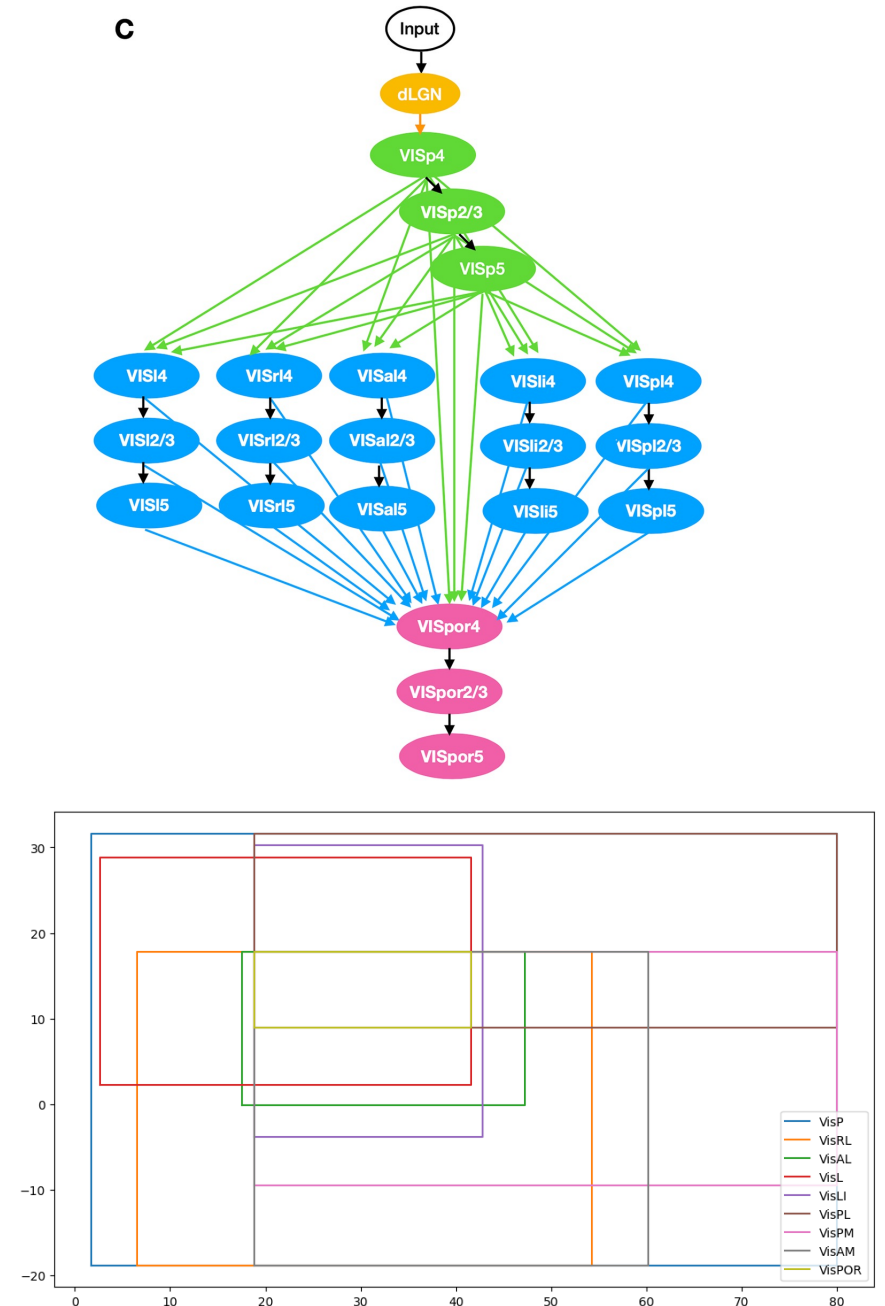 C
Input
dLGN
VISp4
VISp2/3
VISp5
VISl4 VISrl4 VISal4 VISli4 VISpl4
VISl2/3 VISrl2/3 VISal2/3 VISli2/3 VISpl2/3
VISl5 VISrl5 VISal5 VISli5 VISpl5
VISpor4
VISpor2/3
VISpor5
30
20
10
0
−10
−20
VisP
VisRL
VisAL
VisL
VisLI
VisPL
VisPM
VisAM
VisPOR
0 10 20 30 40 50 60 70 80